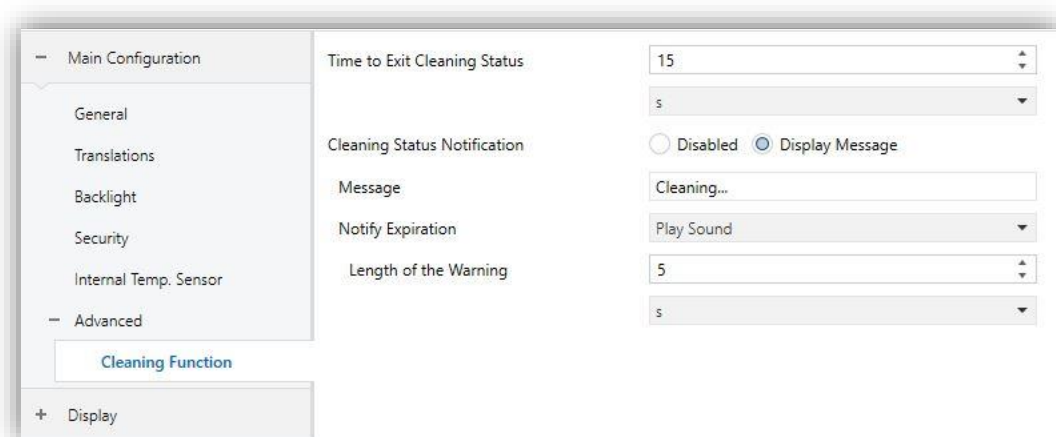 Main Configuration
General
Translations
Backlight
Security
Internal Temp. Sensor
Advanced
Cleaning Function
Display
Time to Exit Cleaning Status
15
s
Cleaning Status Notification
Disabled Display Message
Message
Cleaning...
Notify Expiration
Play Sound
Length of the Warning
5
s